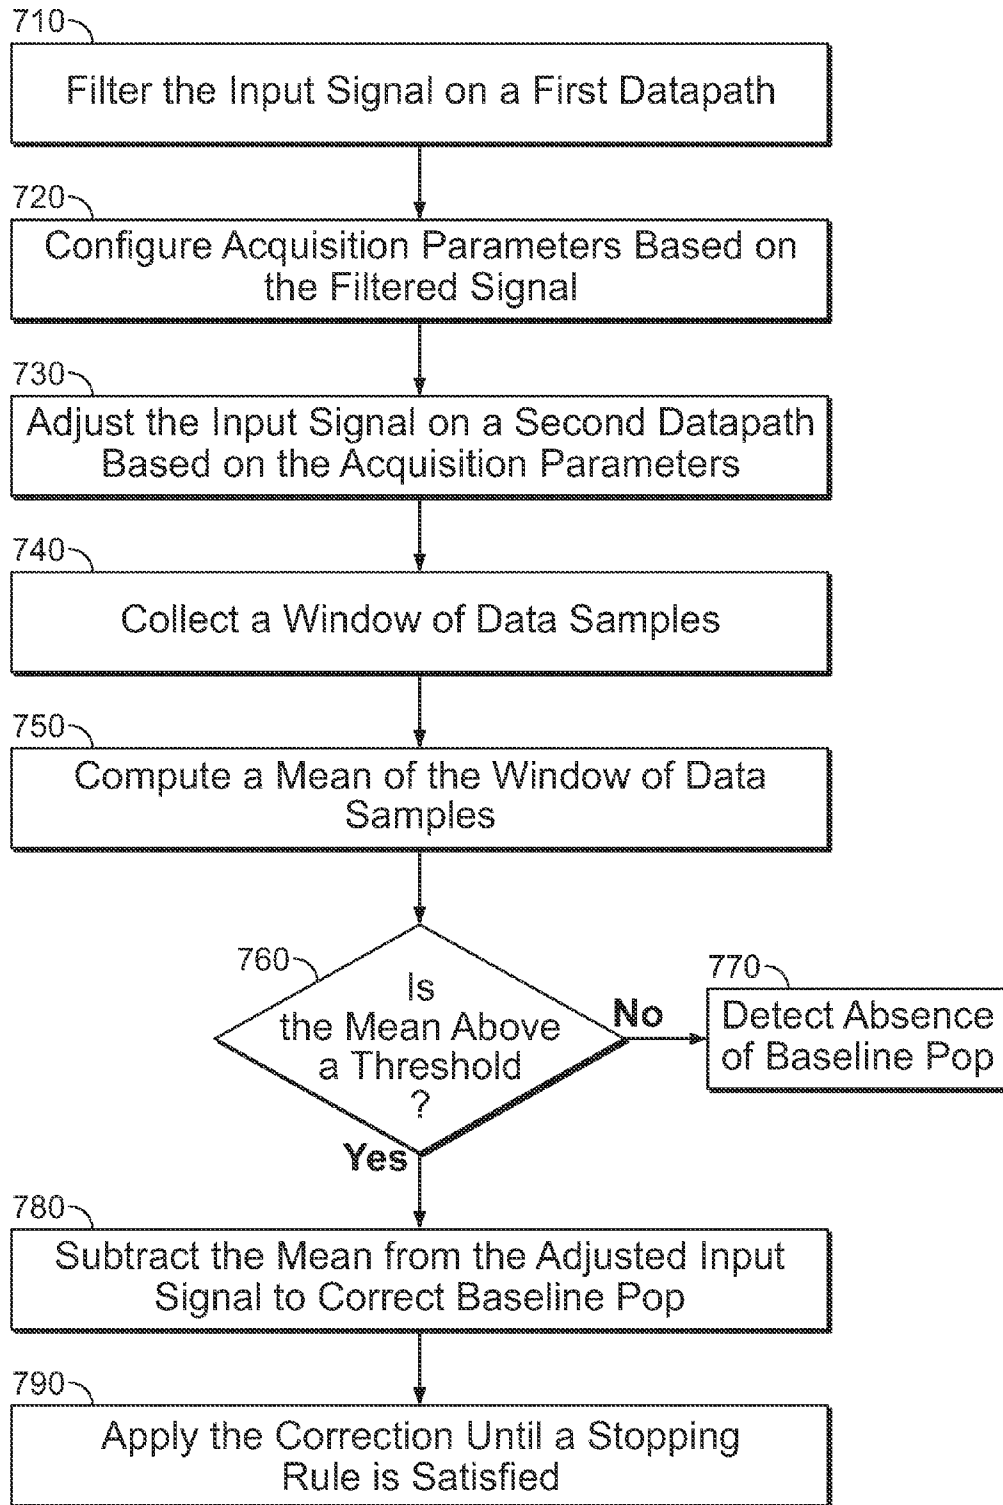 710
Filter the Input Signal on a First Datapath
720
Configure Acquisition Parameters Based on
the Filtered Signal
730
Adjust the Input Signal on a Second Datapath
Based on the Acquisition Parameters
740
Collect a Window of Data Samples
750
Compute a Mean of the Window of Data
Samples
760
Is
the Mean Above
a Threshold
?
No
770
Detect Absence
of Baseline Pop
Yes
780
Subtract the Mean from the Adjusted Input
Signal to Correct Baseline Pop
790
Apply the Correction Until a Stopping
Rule is Satisfied